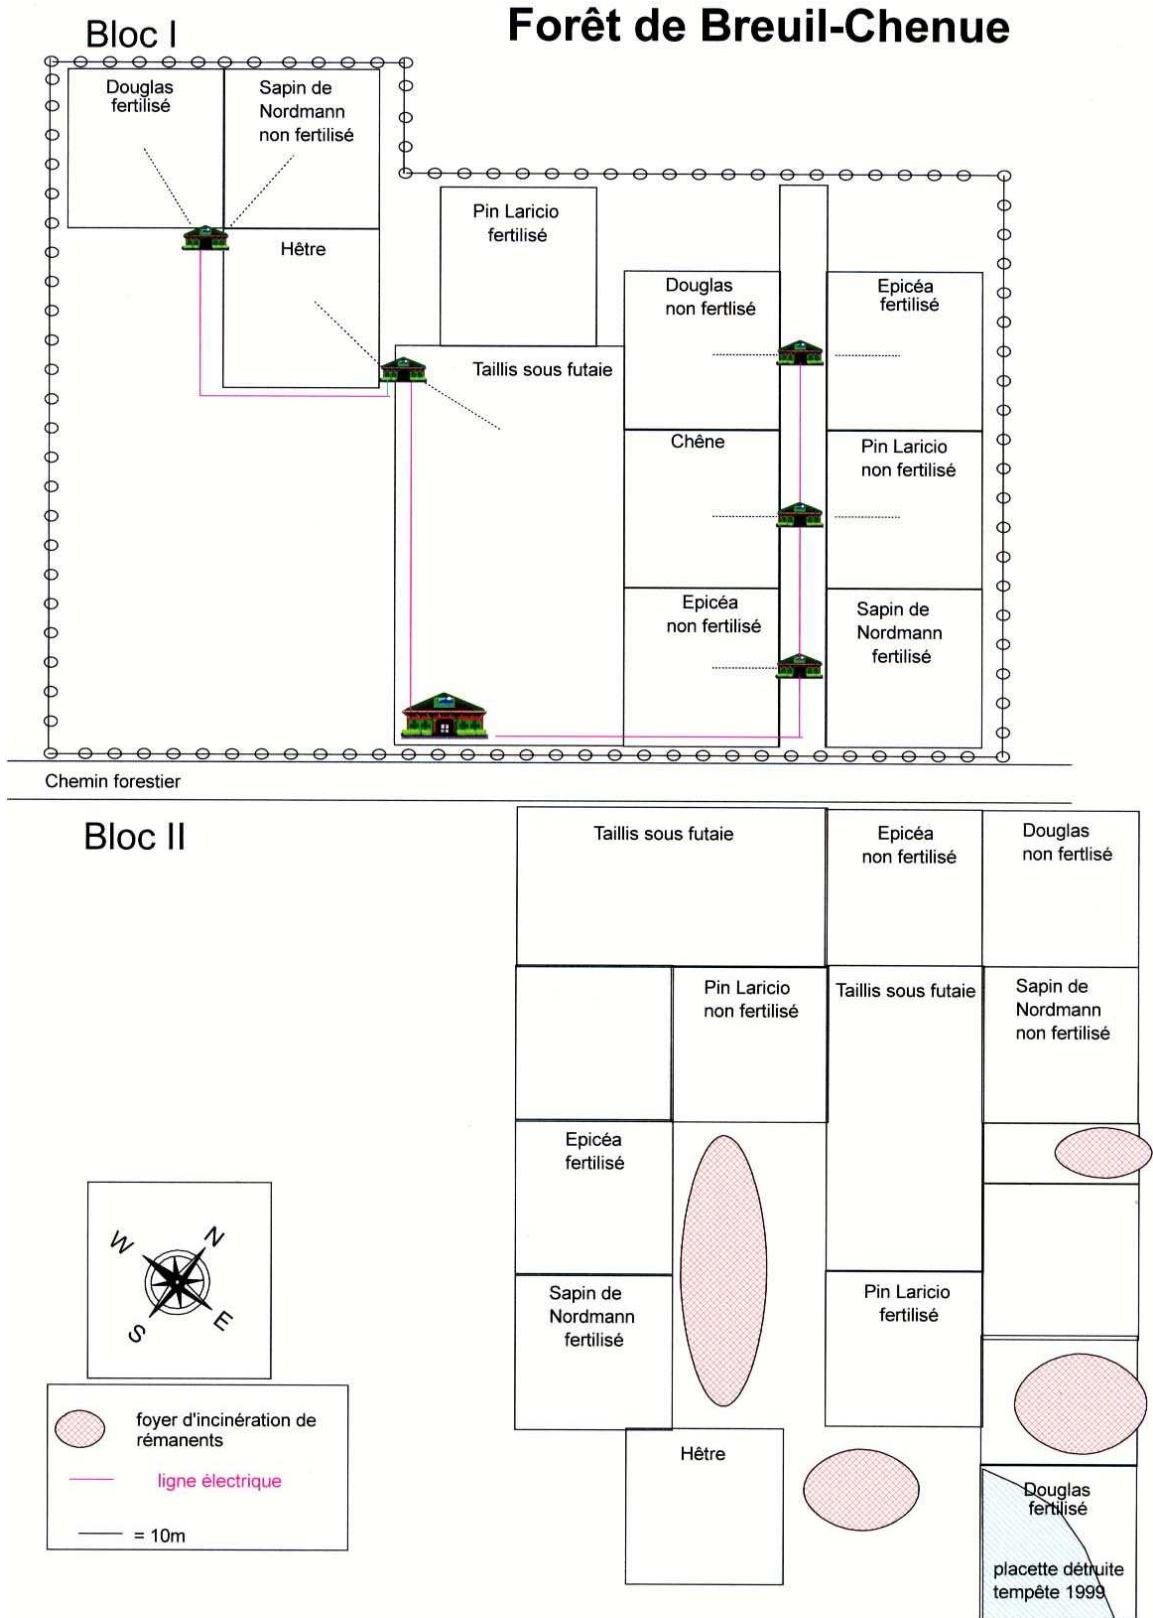 Forêt de Breuil-Chenue
Bloc I
Douglas
fertilisé
Sapin de
Nordmann
non fertilisé
Hêtre
Pin Laricio
fertilisé
Taillis sous futaie
Douglas
non fertlisé
Epicéa
fertilisé
Chêne
Pin Laricio
non fertilisé
Epicéa
non fertilisé
Sapin de
Nordmann
fertilisé
Chemin forestier
Bloc II
Taillis sous futaie
Epicéa
non fertilisé
Douglas
non fertlisé
Pin Laricio
non fertilisé
Taillis sous futaie
Sapin de
Nordmann
non fertilisé
Epicéa
fertilisé
Sapin de
Nordmann
fertilisé
Pin Laricio
fertilisé
Hêtre
Douglas
fertilisé
placette détruite
tempête 1999
W
N
S
E
foyer d'incinération de
rémanents
ligne électrique
= 10m